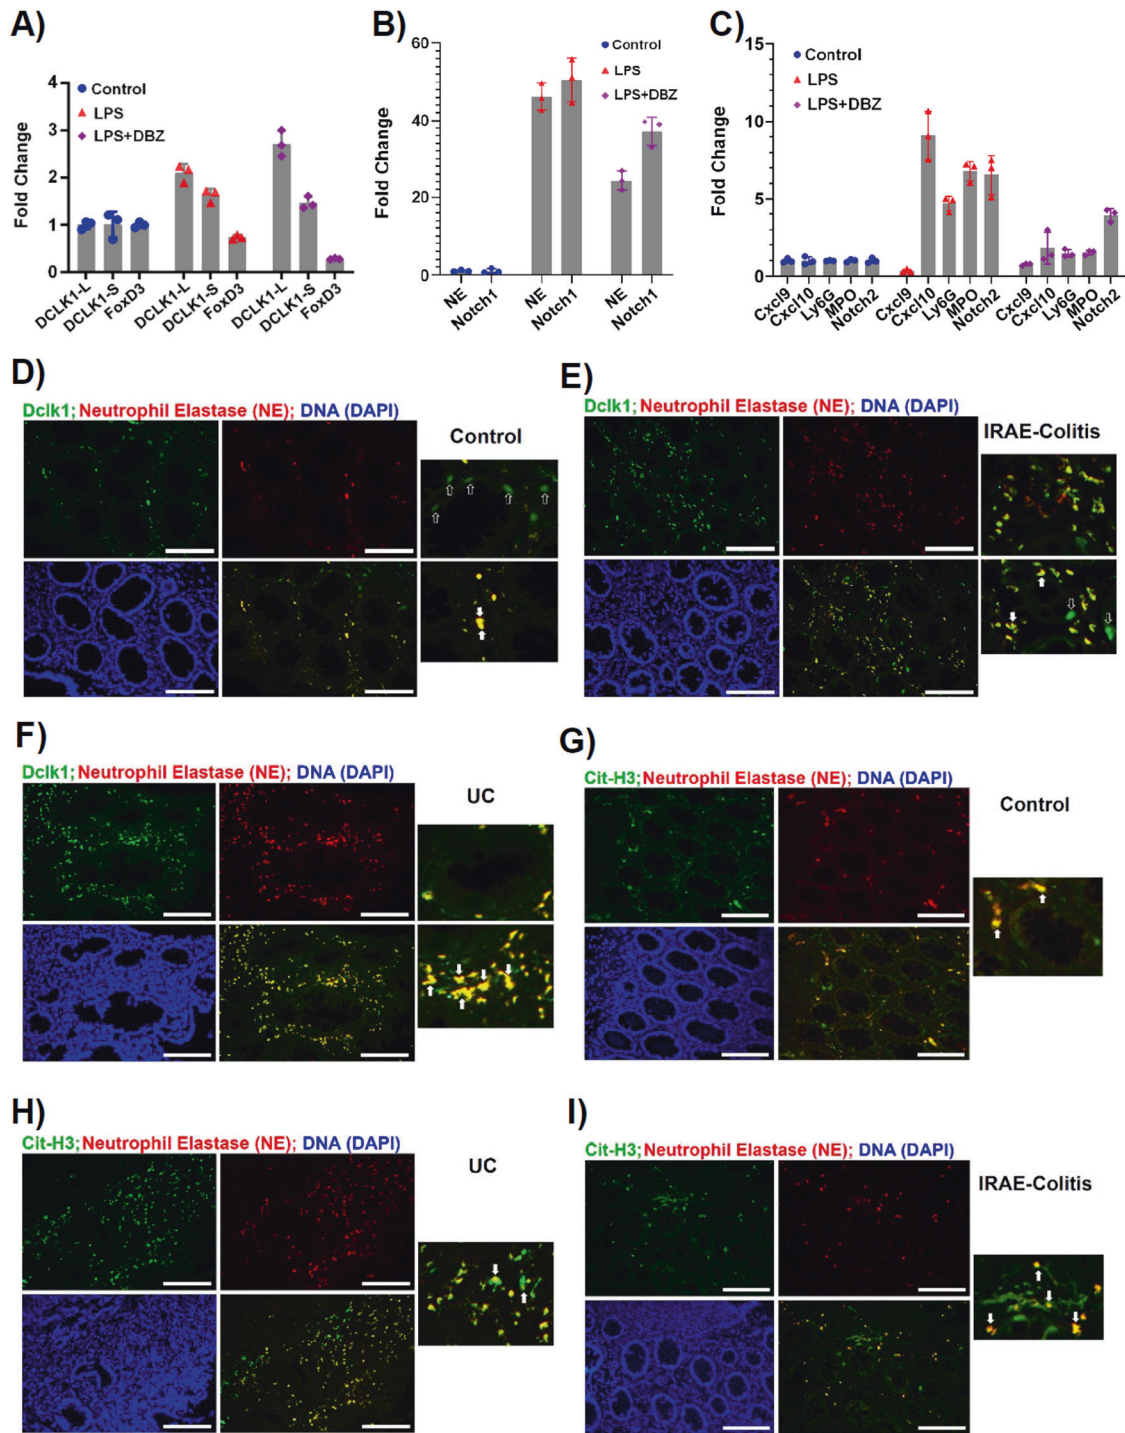 A)
Fold Change
4
3
2
1
0
Control
LPS
LPS+DBZ
DCLK1-L
DCLK1-S
FoxD3
DCLK1-L
DCLK1-S
FoxD3
DCLK1-L
DCLK1-S
FoxD3
B)
Fold Change
60
40
20
0
Control
LPS
LPS+DBZ
NE
Notch1
NE
Notch1
NE
Notch1
C)
Fold Change
15
10
5
0
Control
LPS
LPS+DBZ
Cxcl9
Cxcl10
Ly6G
MPO
Notch2
Cxcl9
Cxcl10
Ly6G
MPO
Notch2
Cxcl9
Cxcl10
Ly6G
MPO
Notch2
D)
Dclk1; Neutrophil Elastase (NE); DNA (DAPI)
Control
E)
Dclk1; Neutrophil Elastase (NE); DNA (DAPI)
IRAE-Colitis
F)
Dclk1; Neutrophil Elastase (NE); DNA (DAPI)
UC
G)
Cit-H3; Neutrophil Elastase (NE); DNA (DAPI)
Control
H)
Cit-H3; Neutrophil Elastase (NE); DNA (DAPI)
UC
I)
Cit-H3; Neutrophil Elastase (NE); DNA (DAPI)
IRAE-Colitis